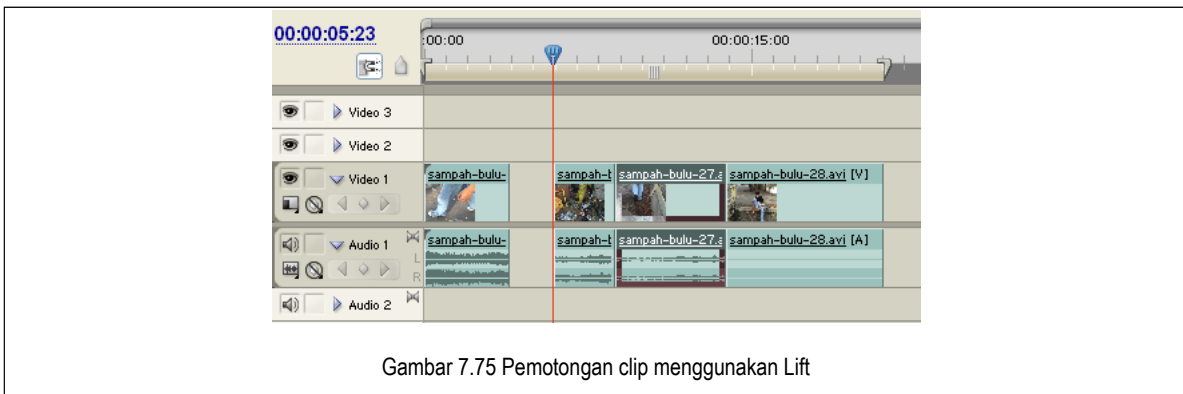 00:00:05:23
:00:00
00:00:15:00
Video 3
Video 2
Video 1
sampah-bulu-
sampah-t
sampah-bulu-27.a
sampah-bulu-28.avi [V]
Audio 1
L
R
sampah-bulu-
sampah-t
sampah-bulu-27.a
sampah-bulu-28.avi [A]
Audio 2
Gambar 7.75 Pemotongan clip menggunakan Lift